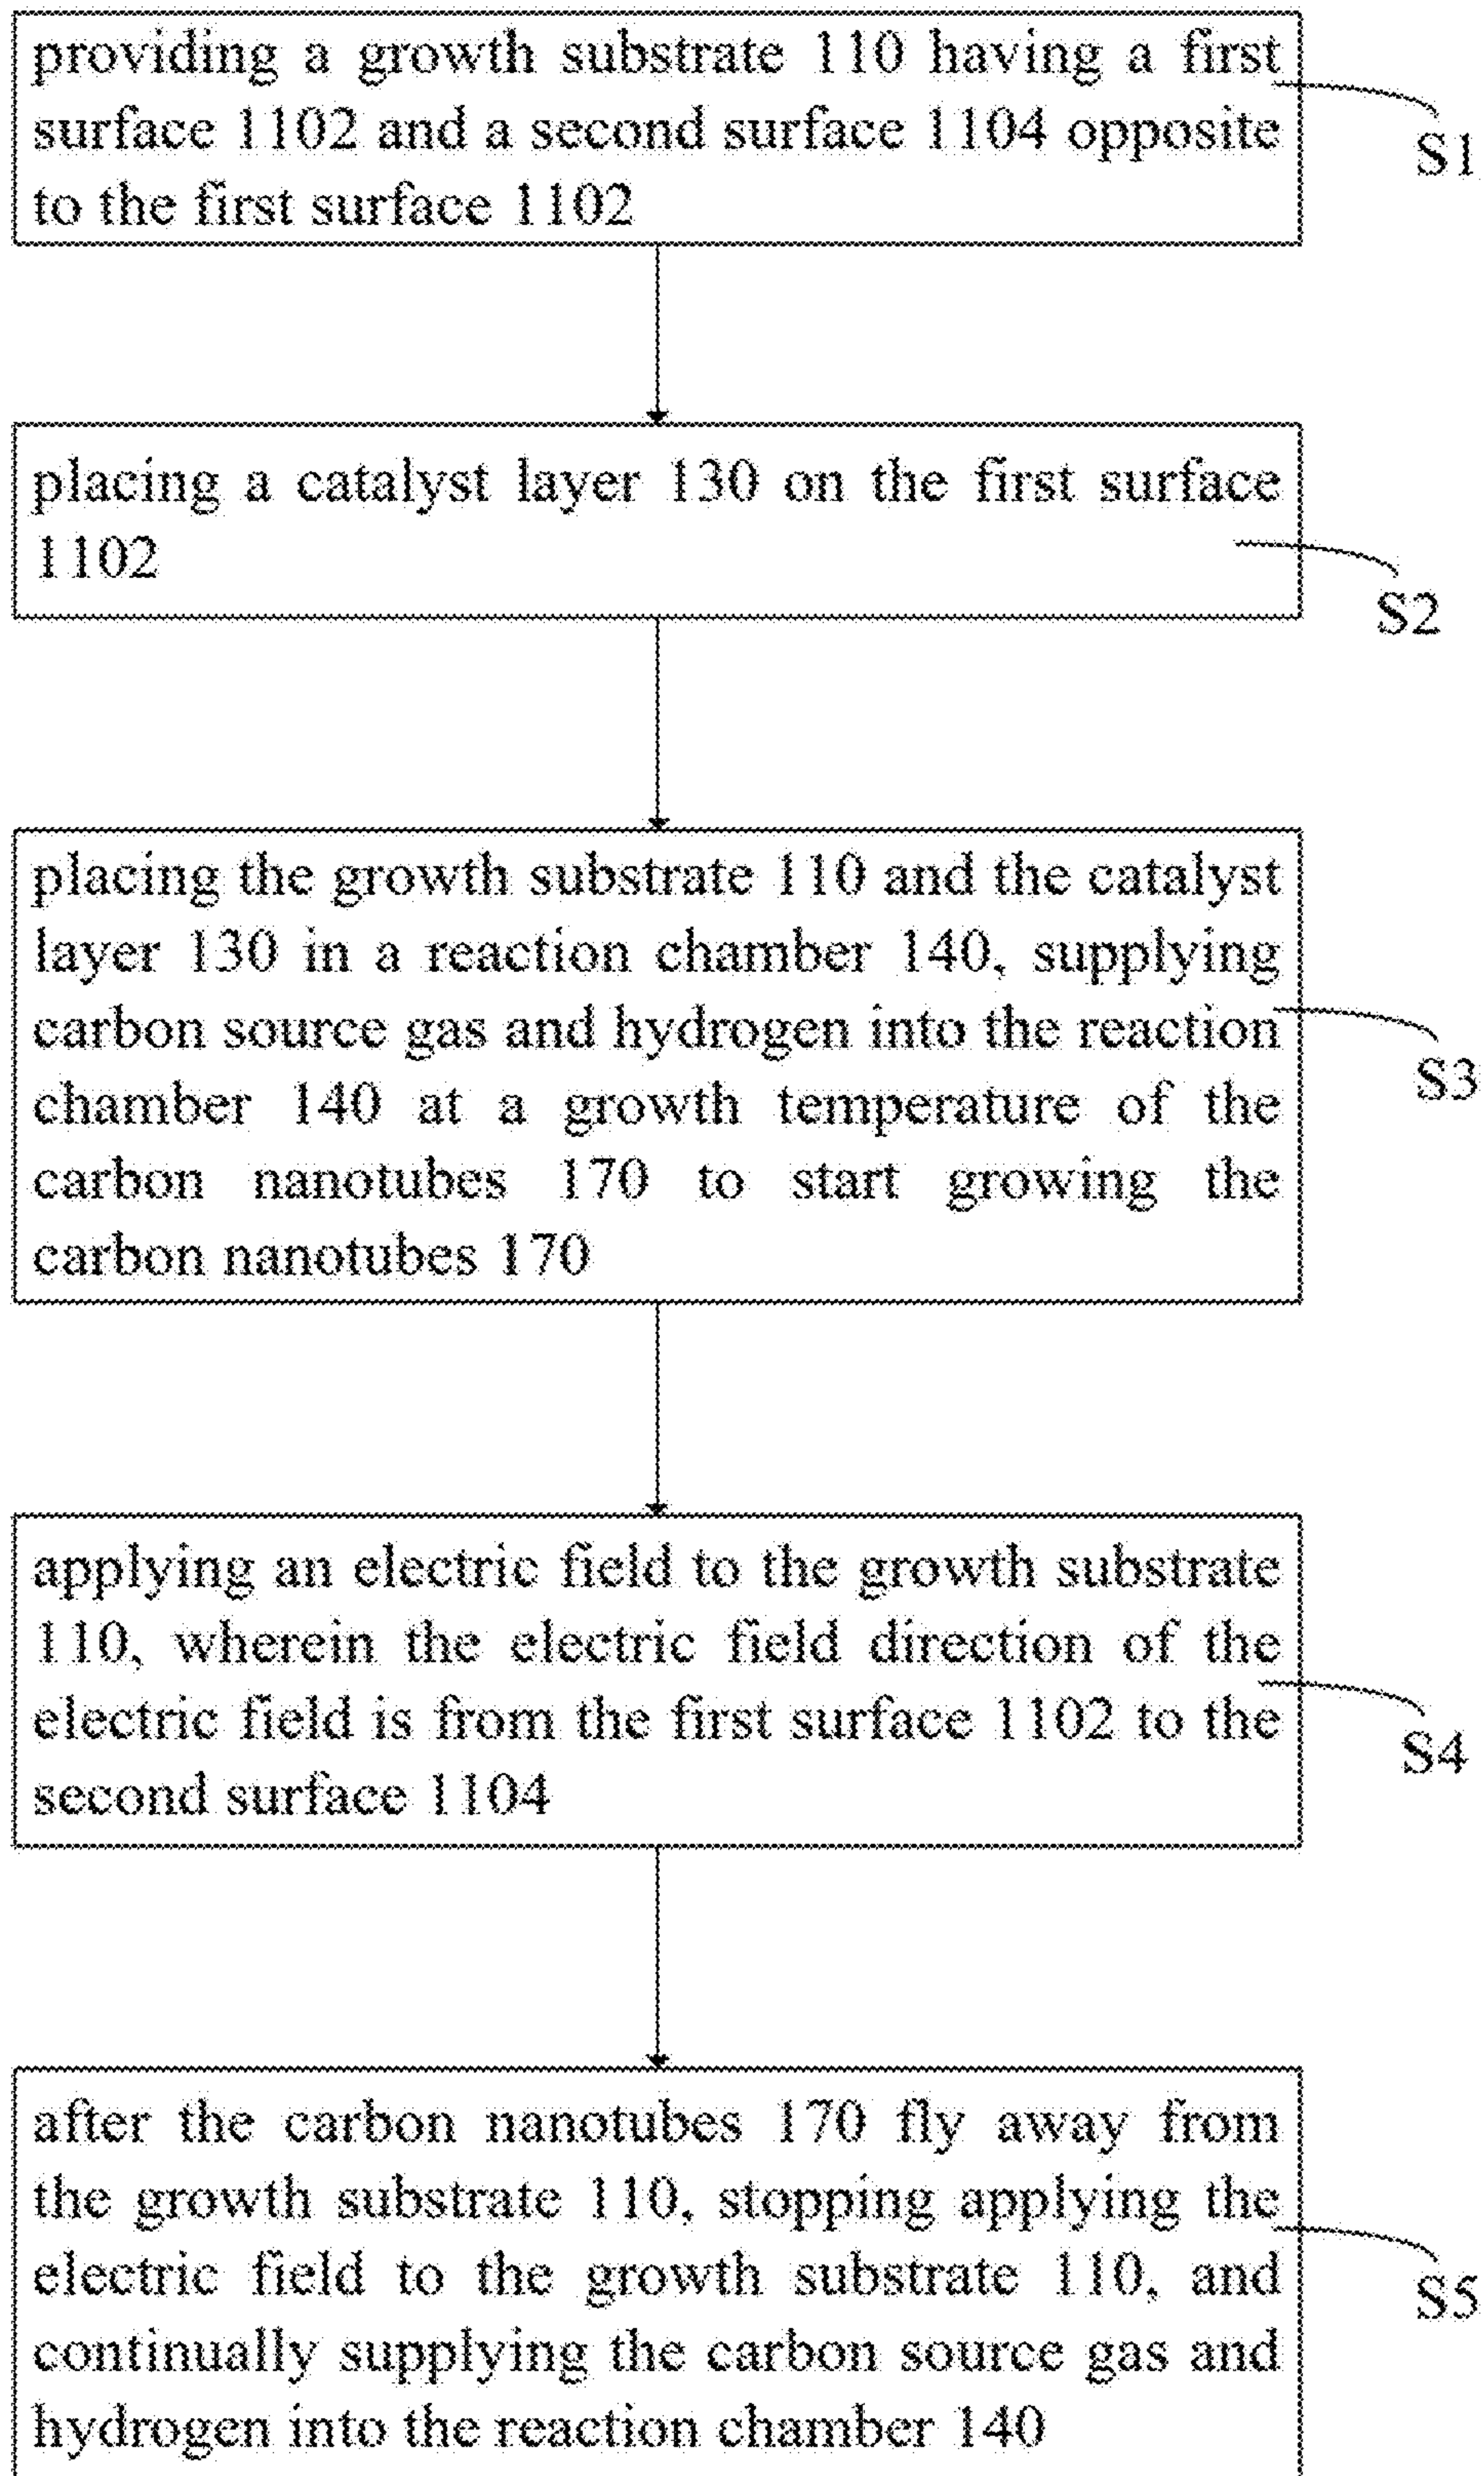 providing a growth substrate 110 having a first
surface 1102 and a second surface 1104 opposite
to the first surface 1102
S1
placing a catalyst layer 130 on the first surface
1102
S2
placing the growth substrate 110 and the catalyst
layer 130 in a reaction chamber 140, supplying
carbon source gas and hydrogen into the reaction
chamber 140 at a growth temperature of the
carbon nanotubes 170 to start growing the
carbon nanotubes 170
S3
applying an electric field to the growth substrate
110, wherein the electric field direction of the
electric field is from the first surface 1102 to the
second surface 1104
S4
after the carbon nanotubes 170 fly away from
the growth substrate 110, stopping applying the
electric field to the growth substrate 110, and
continually supplying the carbon source gas and
hydrogen into the reaction chamber 140
S5